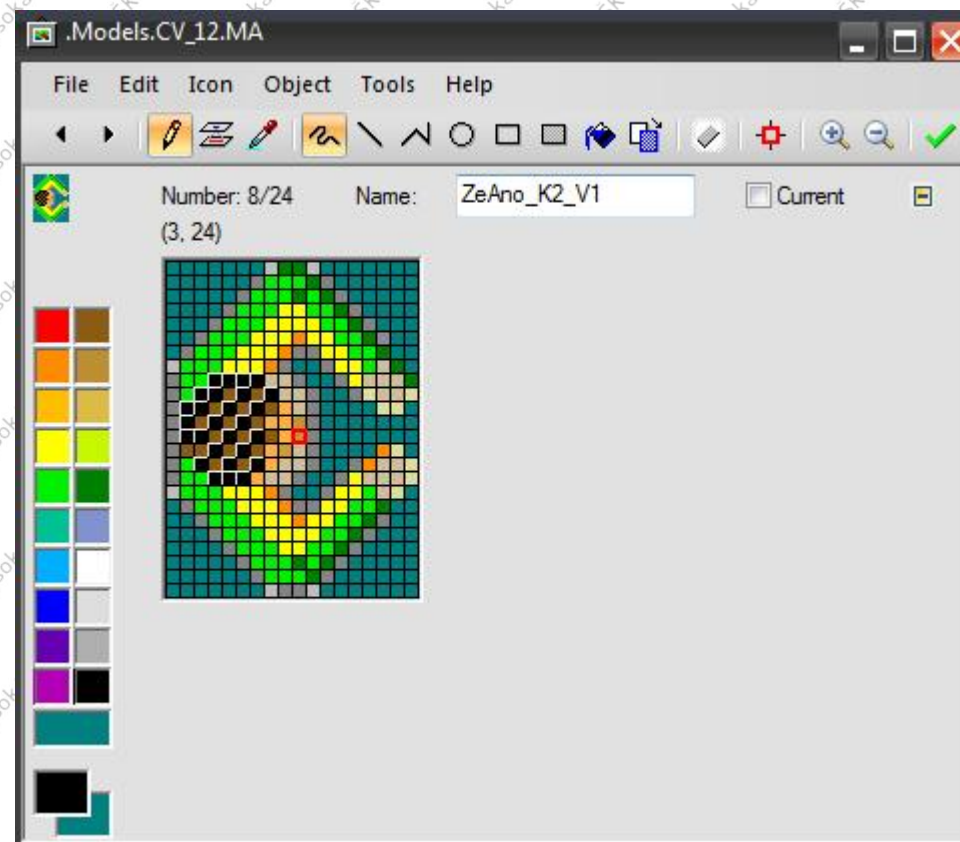 .Models.CV_12.MA
File Edit Icon Object Tools Help
Number: 8/24 Name: ZeAno_K2_V1 Current
(3, 24)